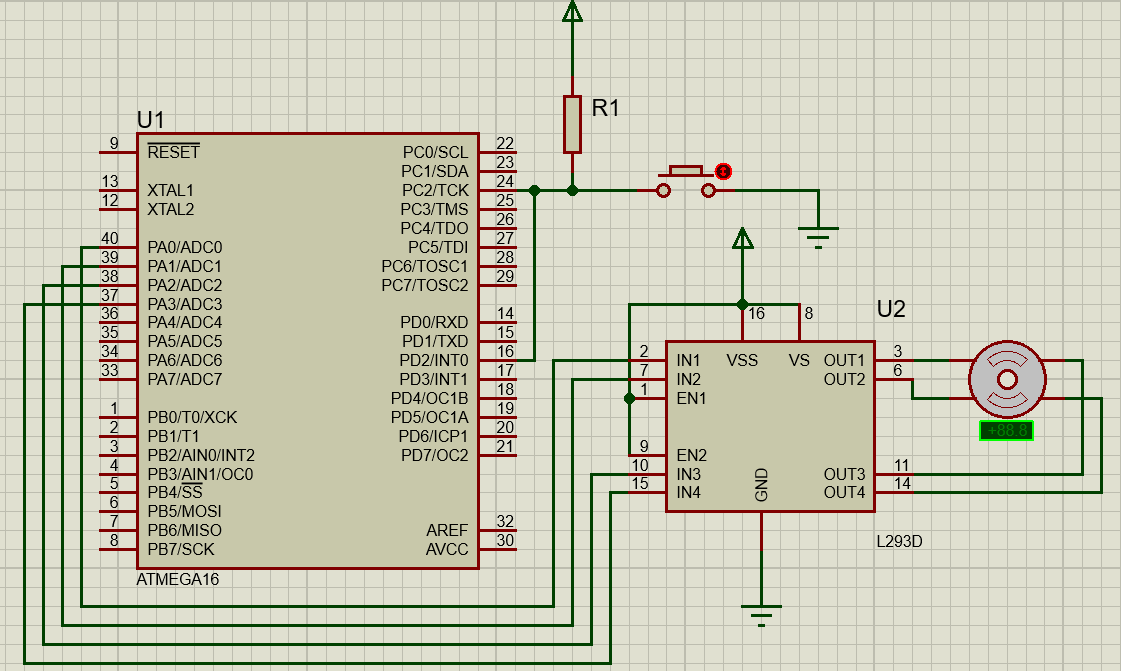 U1
R1
9 RESET
13 XTAL1
12 XTAL2
40 PA0/ADC0
39 PA1/ADC1
38 PA2/ADC2
37 PA3/ADC3
36 PA4/ADC4
35 PA5/ADC5
34 PA6/ADC6
33 PA7/ADC7
1 PB0/T0/XCK
2 PB1/T1
3 PB2/AIN0/INT2
4 PB3/AIN1/OC0
5 PB4/SS
6 PB5/MOSI
7 PB6/MISO
8 PB7/SCK
PC0/SCL 22
PC1/SDA 23
PC2/TCK 24
PC3/TMS 25
PC4/TDO 26
PC5/TDI 27
PC6/TOSC1 28
PC7/TOSC2 29
PD0/RXD 14
PD1/TXD 15
PD2/INT0 16
PD3/INT1 17
PD4/OC1B 18
PD5/OC1A 19
PD6/ICP1 20
PD7/OC2 21
AREF 32
AVCC 30
ATMEGA16
U2
16 8
VSS VS
2 IN1
7 IN2
1 EN1
9 EN2
10 IN3
15 IN4
GND
OUT1 3
OUT2 6
OUT3 11
OUT4 14
L293D
+88.8